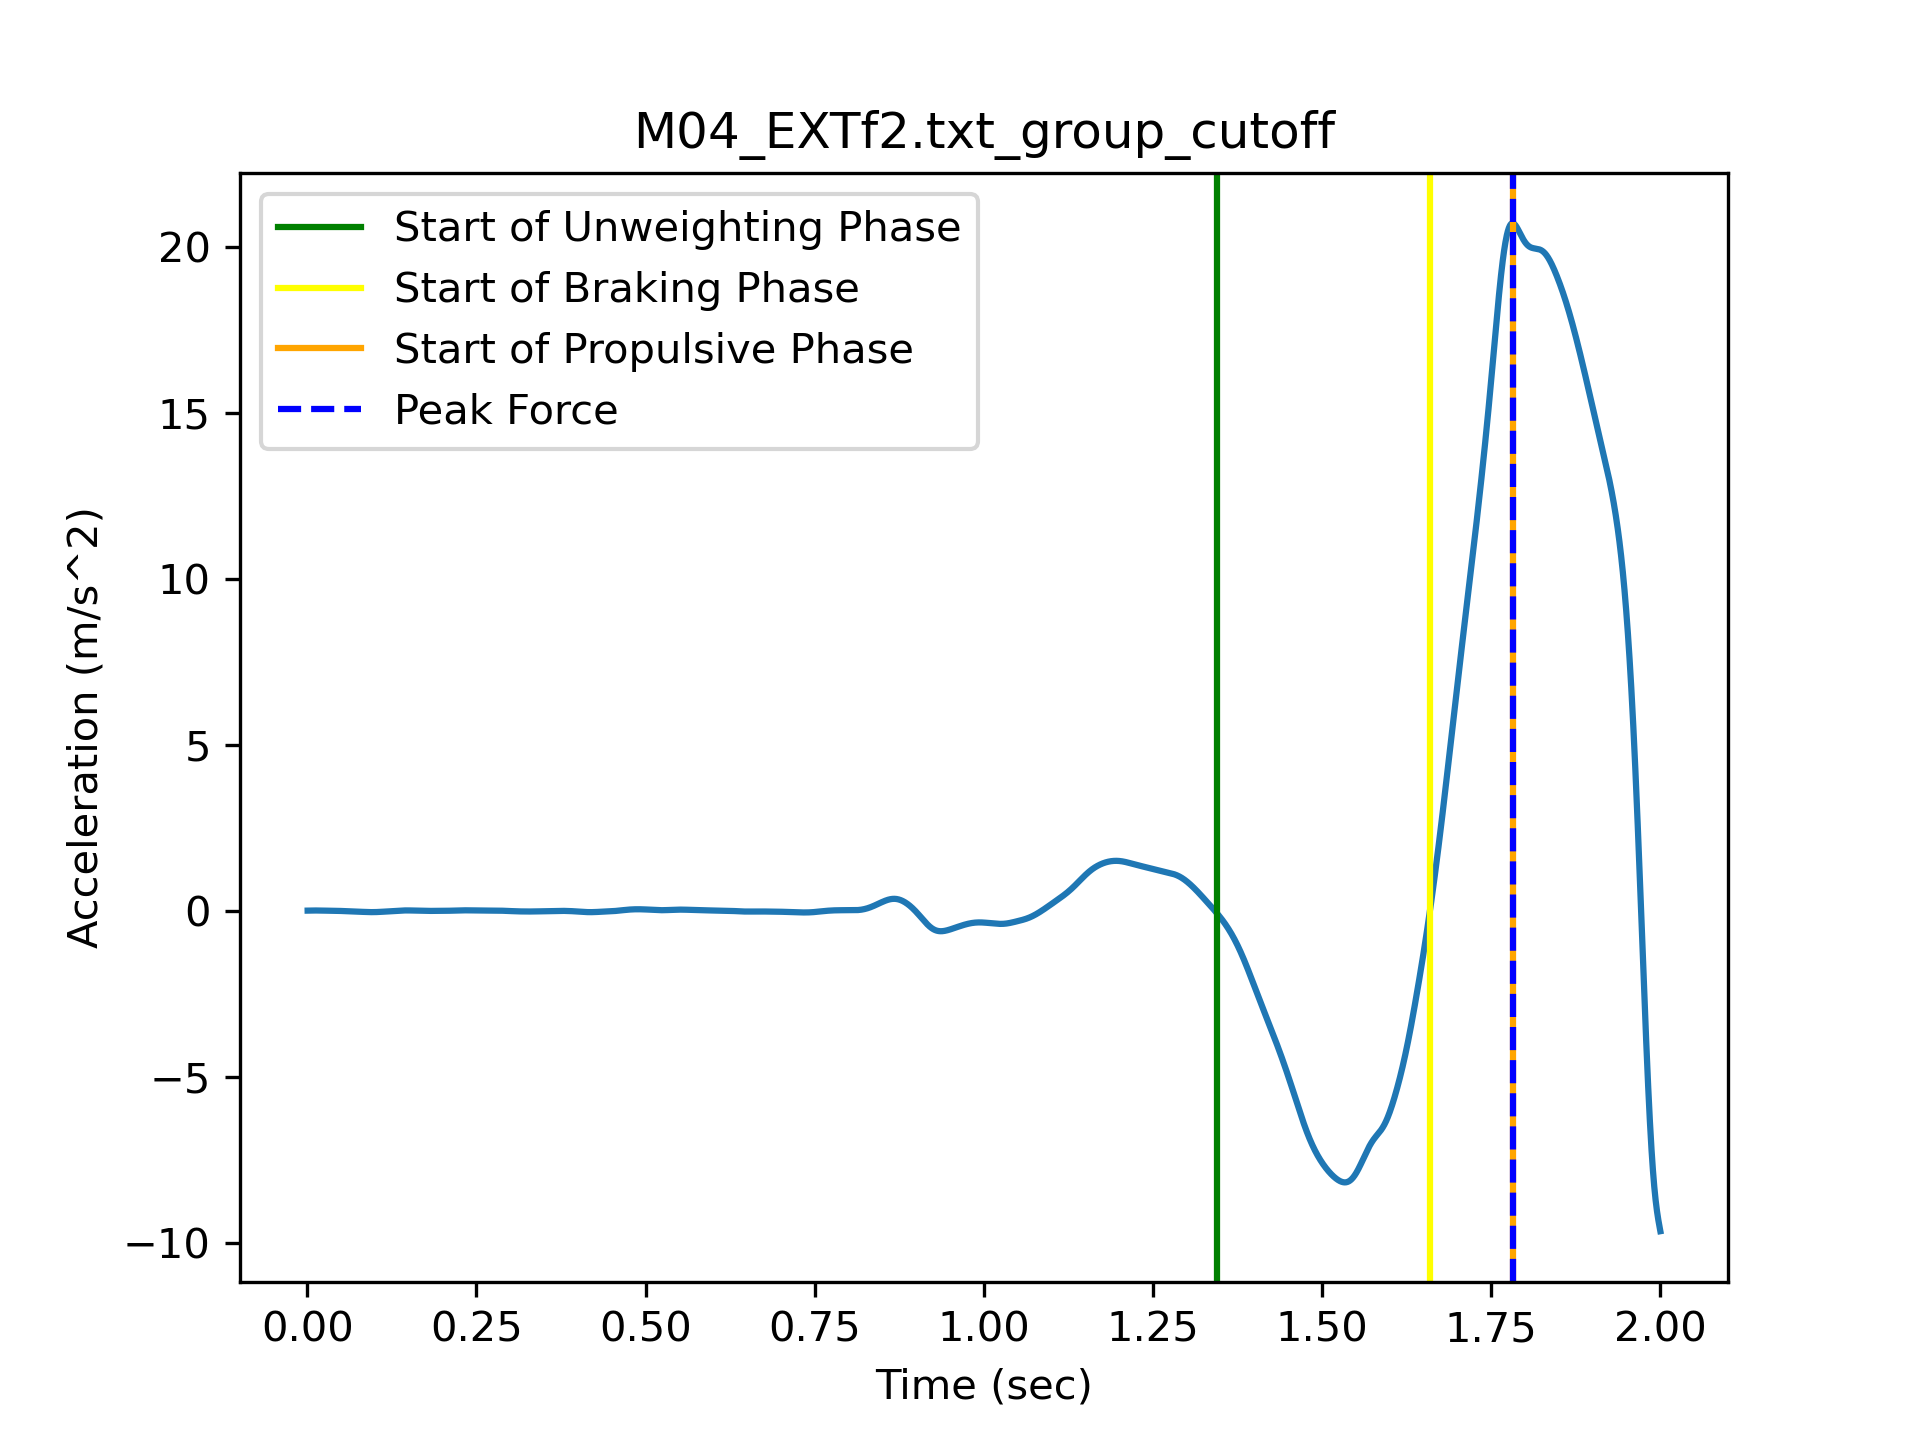 M04_EXTf2.txt_group_cutoff
Start of Unweighting Phase
Start of Braking Phase
Start of Propulsive Phase
Peak Force
Acceleration (m/s^2)
20
15
10
5
0
−5
−10
0.00 0.25 0.50 0.75 1.00 1.25 1.50 1.75 2.00
Time (sec)